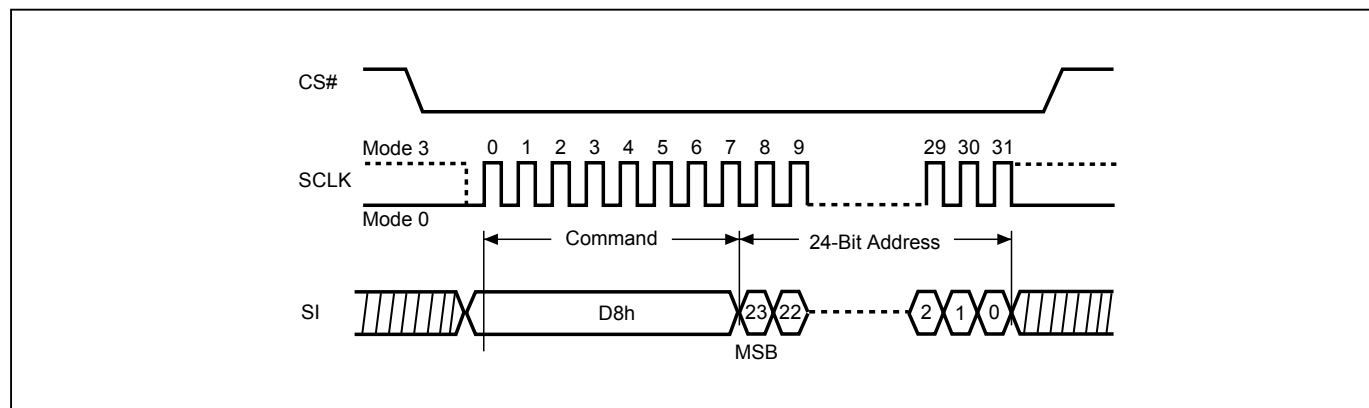 CS#
Mode 3
0 1 2 3 4 5 6 7 8 9 29 30 31
SCLK
Mode 0
Command
24-Bit Address
SI
D8h
23 22 2 1 0
MSB